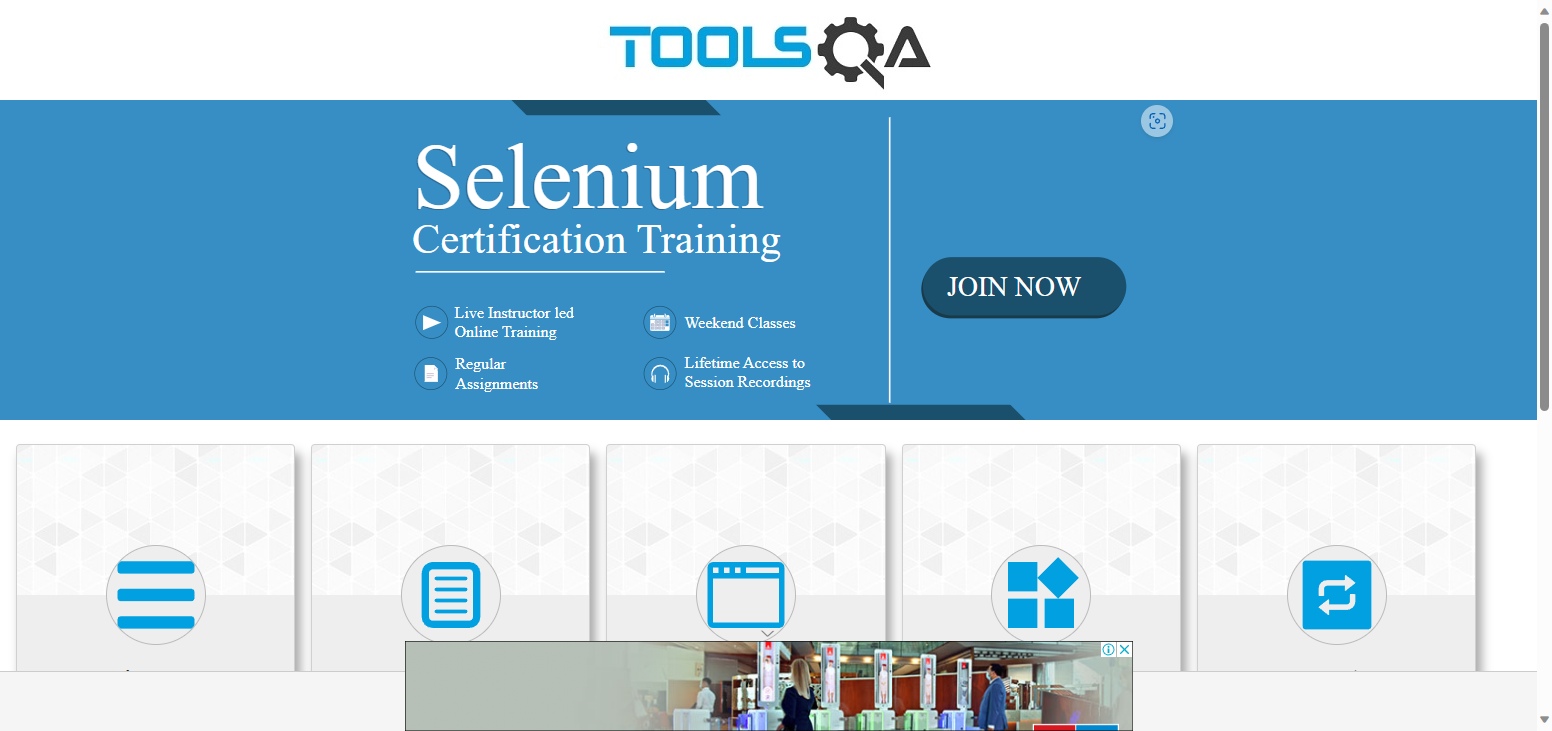 TOOLSQA
Selenium
Certification Training
JOIN NOW
Live Instructor led
Online Training
Weekend Classes
Regular
Assignments
Lifetime Access to
Session Recordings